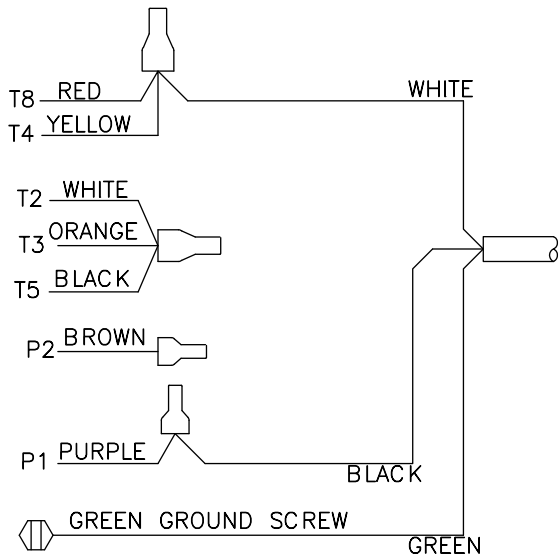 T8 RED WHITE
T4 YELLOW
T2 WHITE
T3 ORANGE
T5 BLACK
P2 BROWN
P1 PURPLE
BLACK
GREEN GROUND SCREW
GREEN